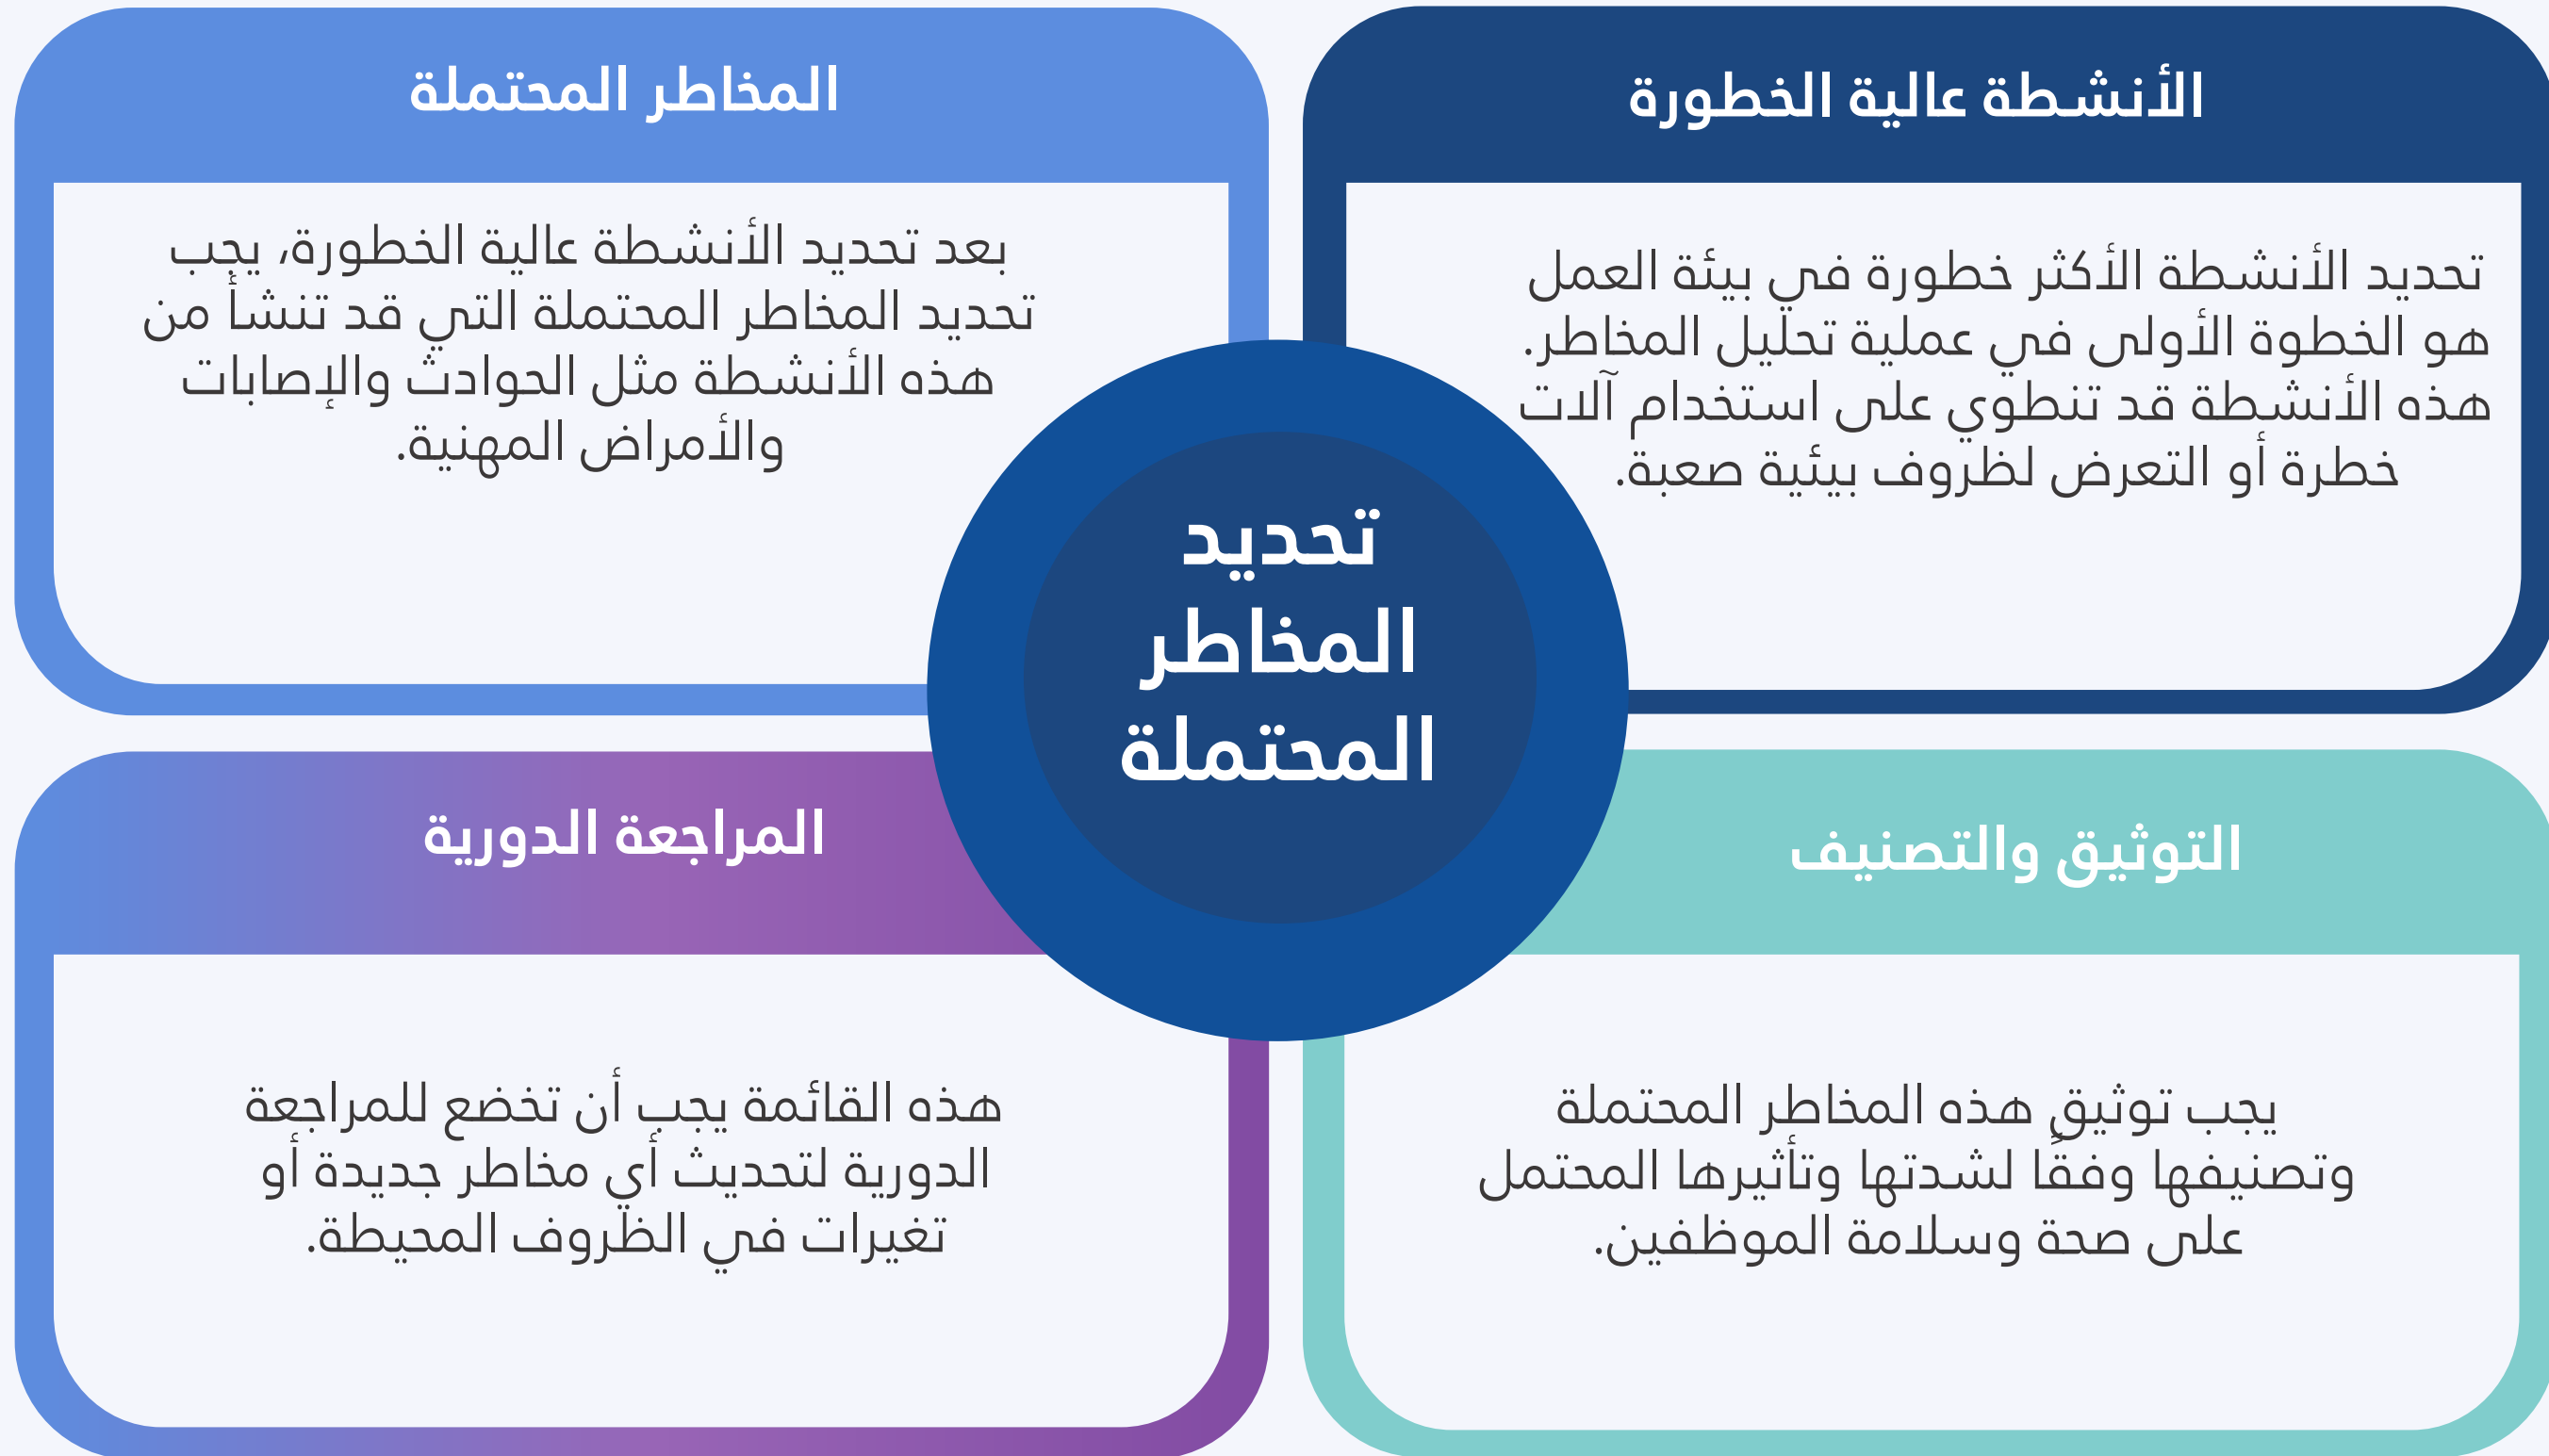 الأنشطة عالية الخطورة
تحديد الأنشطة الأكثر خطورة في بيئة العمل
هو الخطوة الأولى في عملية تحليل المخاطر.
هذه الأنشطة قد تنطوي على استخدام آلات
خطرة أو التعرض لظروف بيئية صعبة.
المخاطر المحتملة
بعد تحديد الأنشطة عالية الخطورة، يجب
تحديد المخاطر المحتملة التي قد تنشأ من
هذه الأنشطة مثل الحوادث والإصابات
والأمراض المهنية.
تحديد
المخاطر
المحتملة
التوثيق والتصنيف
يجب توثيق هذه المخاطر المحتملة
وتصنيفها وفقًا لشدتها وتأثيرها المحتمل
على صحة وسلامة الموظفين.
المراجعة الدورية
هذه القائمة يجب أن تخضع للمراجعة
الدورية لتحديث أي مخاطر جديدة أو
تغيرات في الظروف المحيطة.